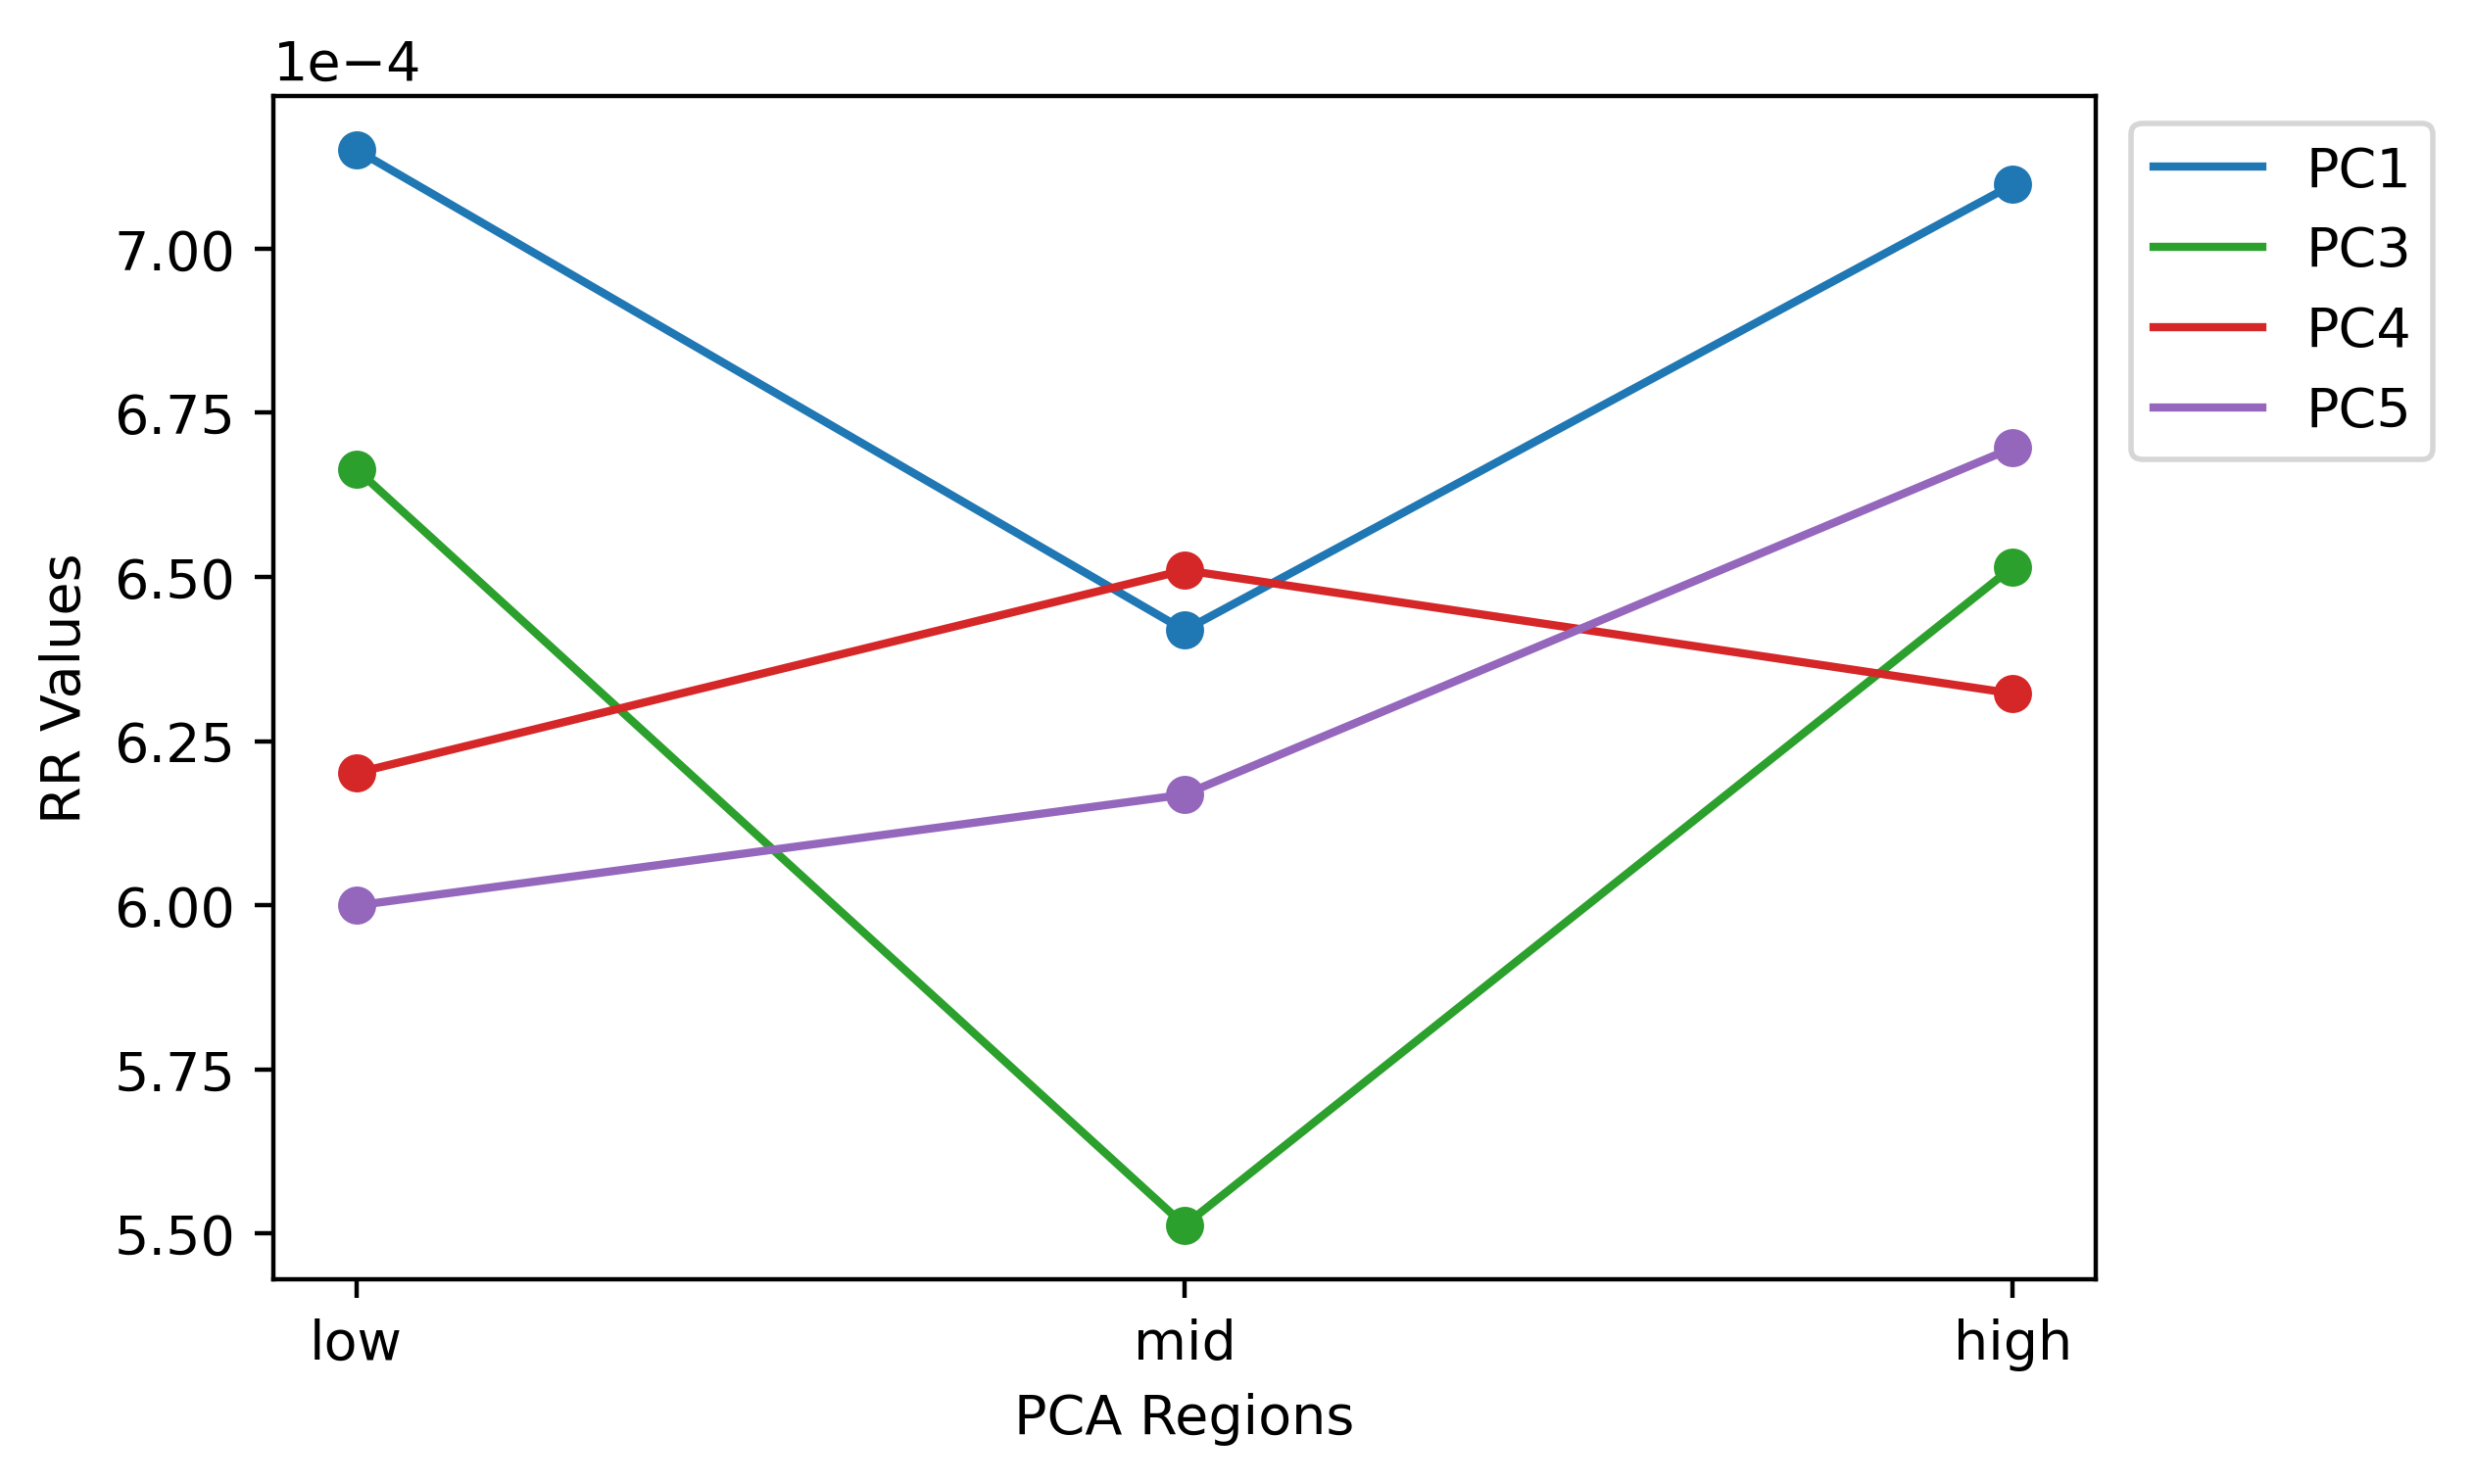 1e−4
7.00
6.75
6.50
6.25
6.00
5.75
5.50
RR Values
low
mid
high
PCA Regions
PC1
PC3
PC4
PC5